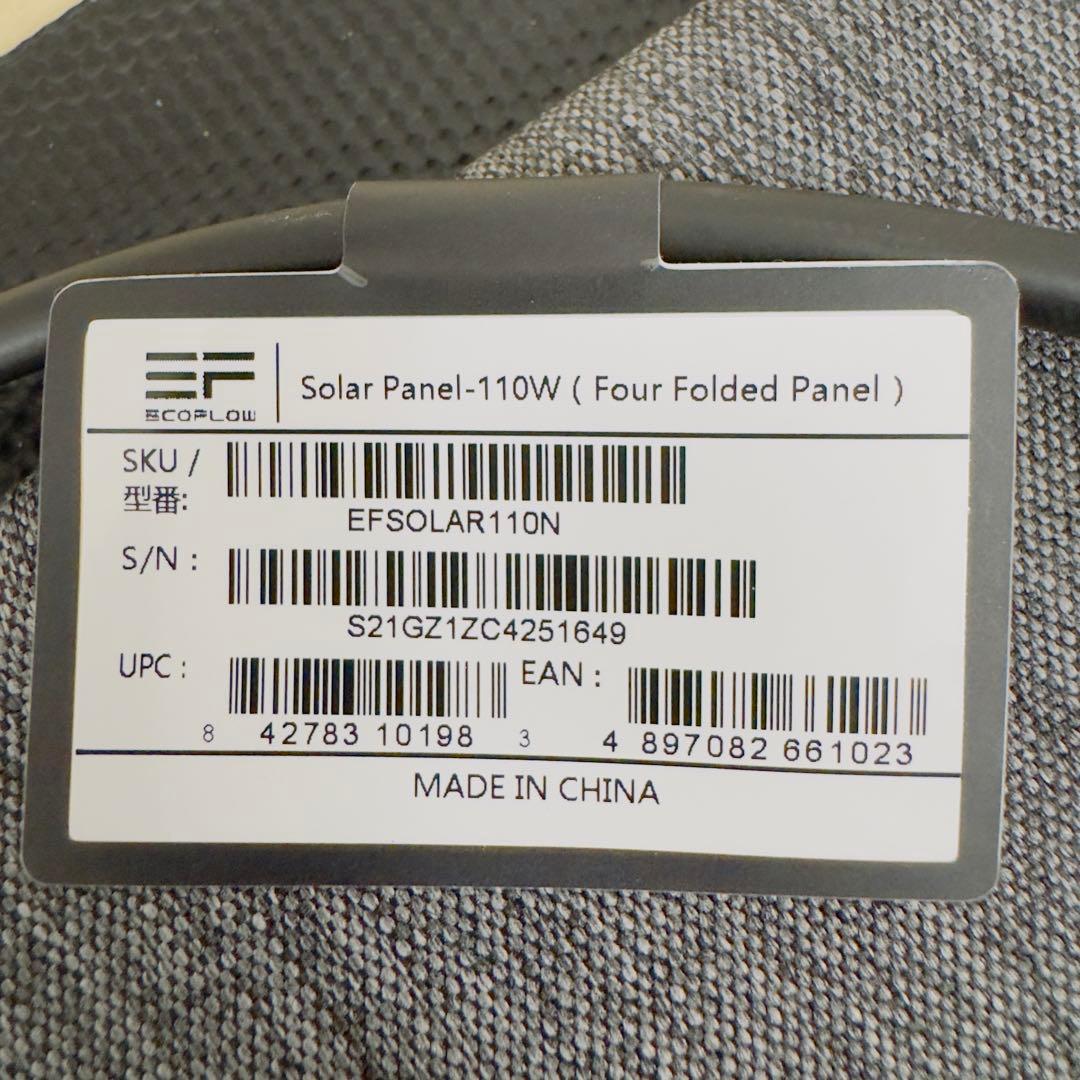 EF
ECOFLOW
Solar Panel-110W ( Four Folded Panel )
SKU /
型番:
EFSOLAR110N
S/N :
S21GZ1ZC4251649
UPC :
8 42783 10198 3
EAN :
4 897082 661023
MADE IN CHINA